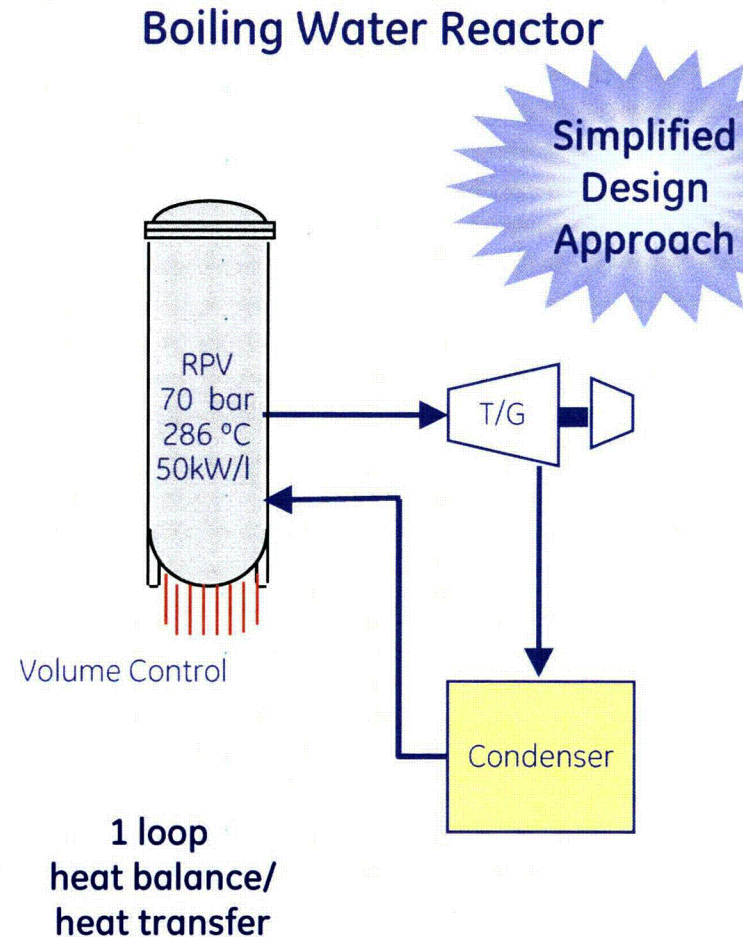 Boiling Water Reactor
Simplified
Design
Approach
RPV
70 bar
286 ºC
50kW/l
T/G
Volume Control
Condenser
1 loop
heat balance/
heat transfer